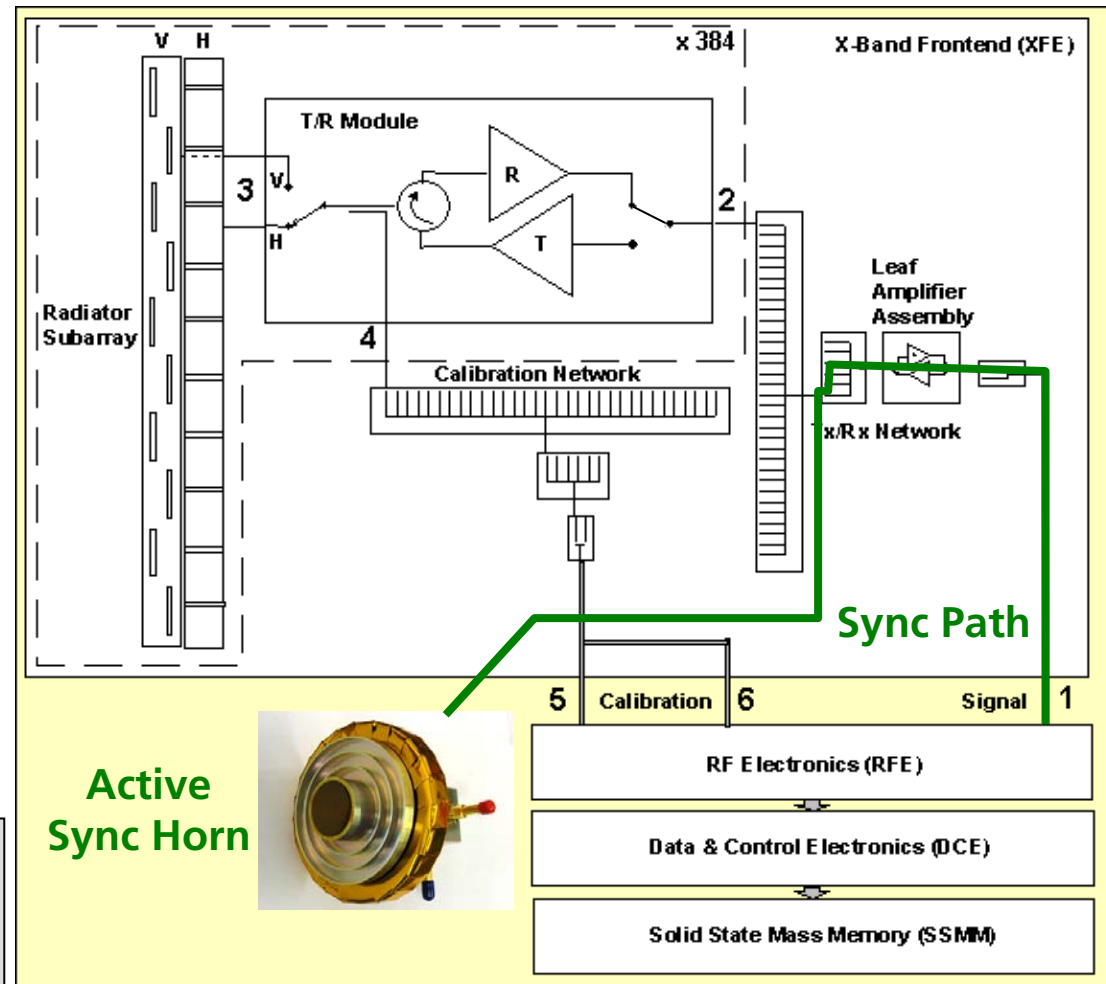 V H
x 384
X-Band Frontend (XFE)
T/R Module
R
V
3
2
H
T
Leaf
Amplifier
Assembly
Radiator
Subarray
4
Calibration Network
Tx/Rx Network
Sync Path
5 Calibration 6
Signal 1
RF Electronics (RFE)
Active
Sync Horn
Data & Control Electronics (DCE)
Solid State Mass Memory (SSMM)